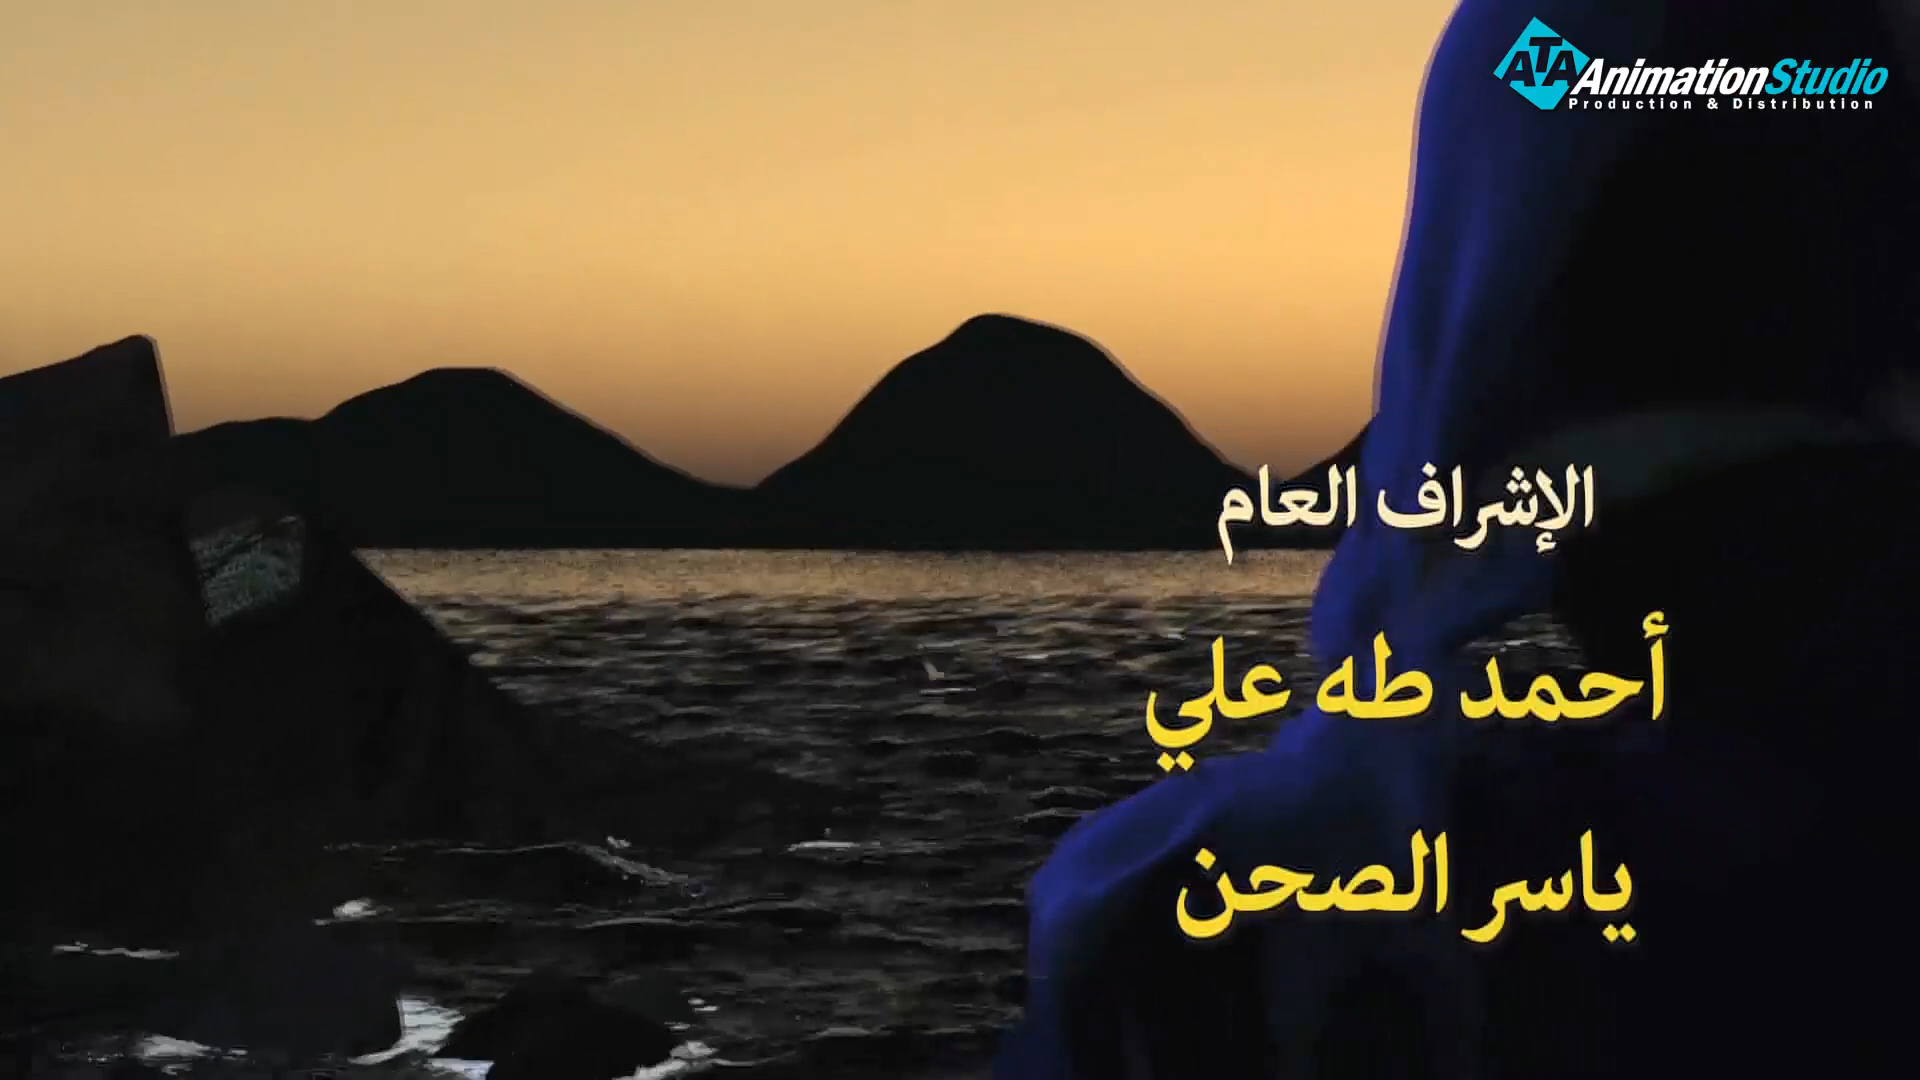 ATA AnimationStudio
Production & Distribution
الإشراف العام
أحمد طه علي
ياسر الصحن